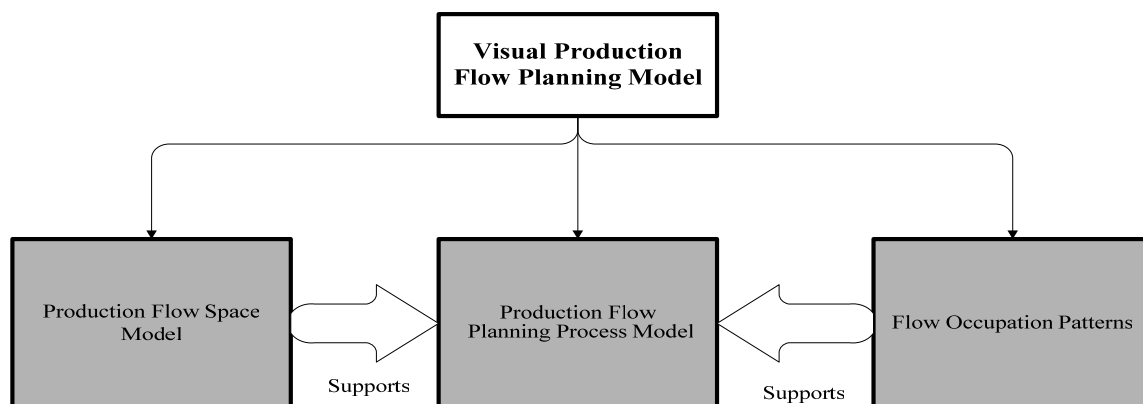 Visual Production
Flow Planning Model
Production Flow Space
Model
Production Flow
Planning Process Model
Flow Occupation Patterns
Supports
Supports